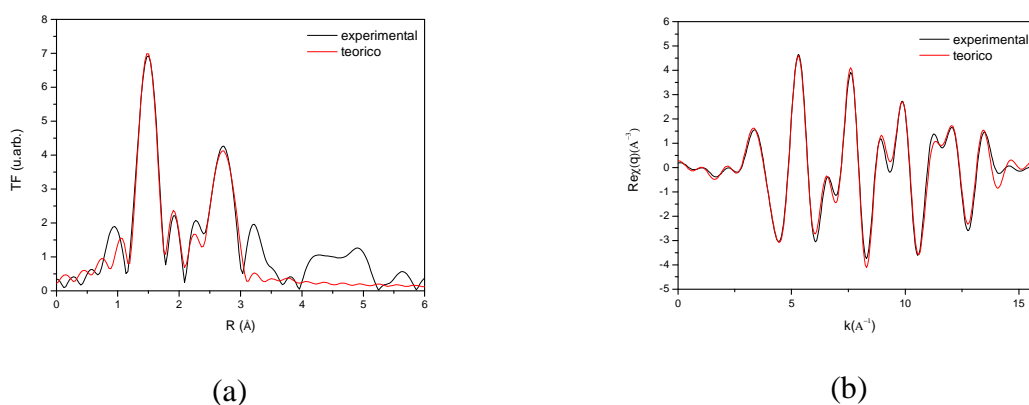 experimental
teorico
8
7
6
5
4
3
2
1
0
TF (u.arb.)
0 1 2 3 4 5 6
R (Å)
(a)
experimental
teorico
6
5
4
3
2
1
0
-1
-2
-3
-4
-5
Reχ(q)(A⁻³)
0 5 10 15
k(A⁻¹)
(b)